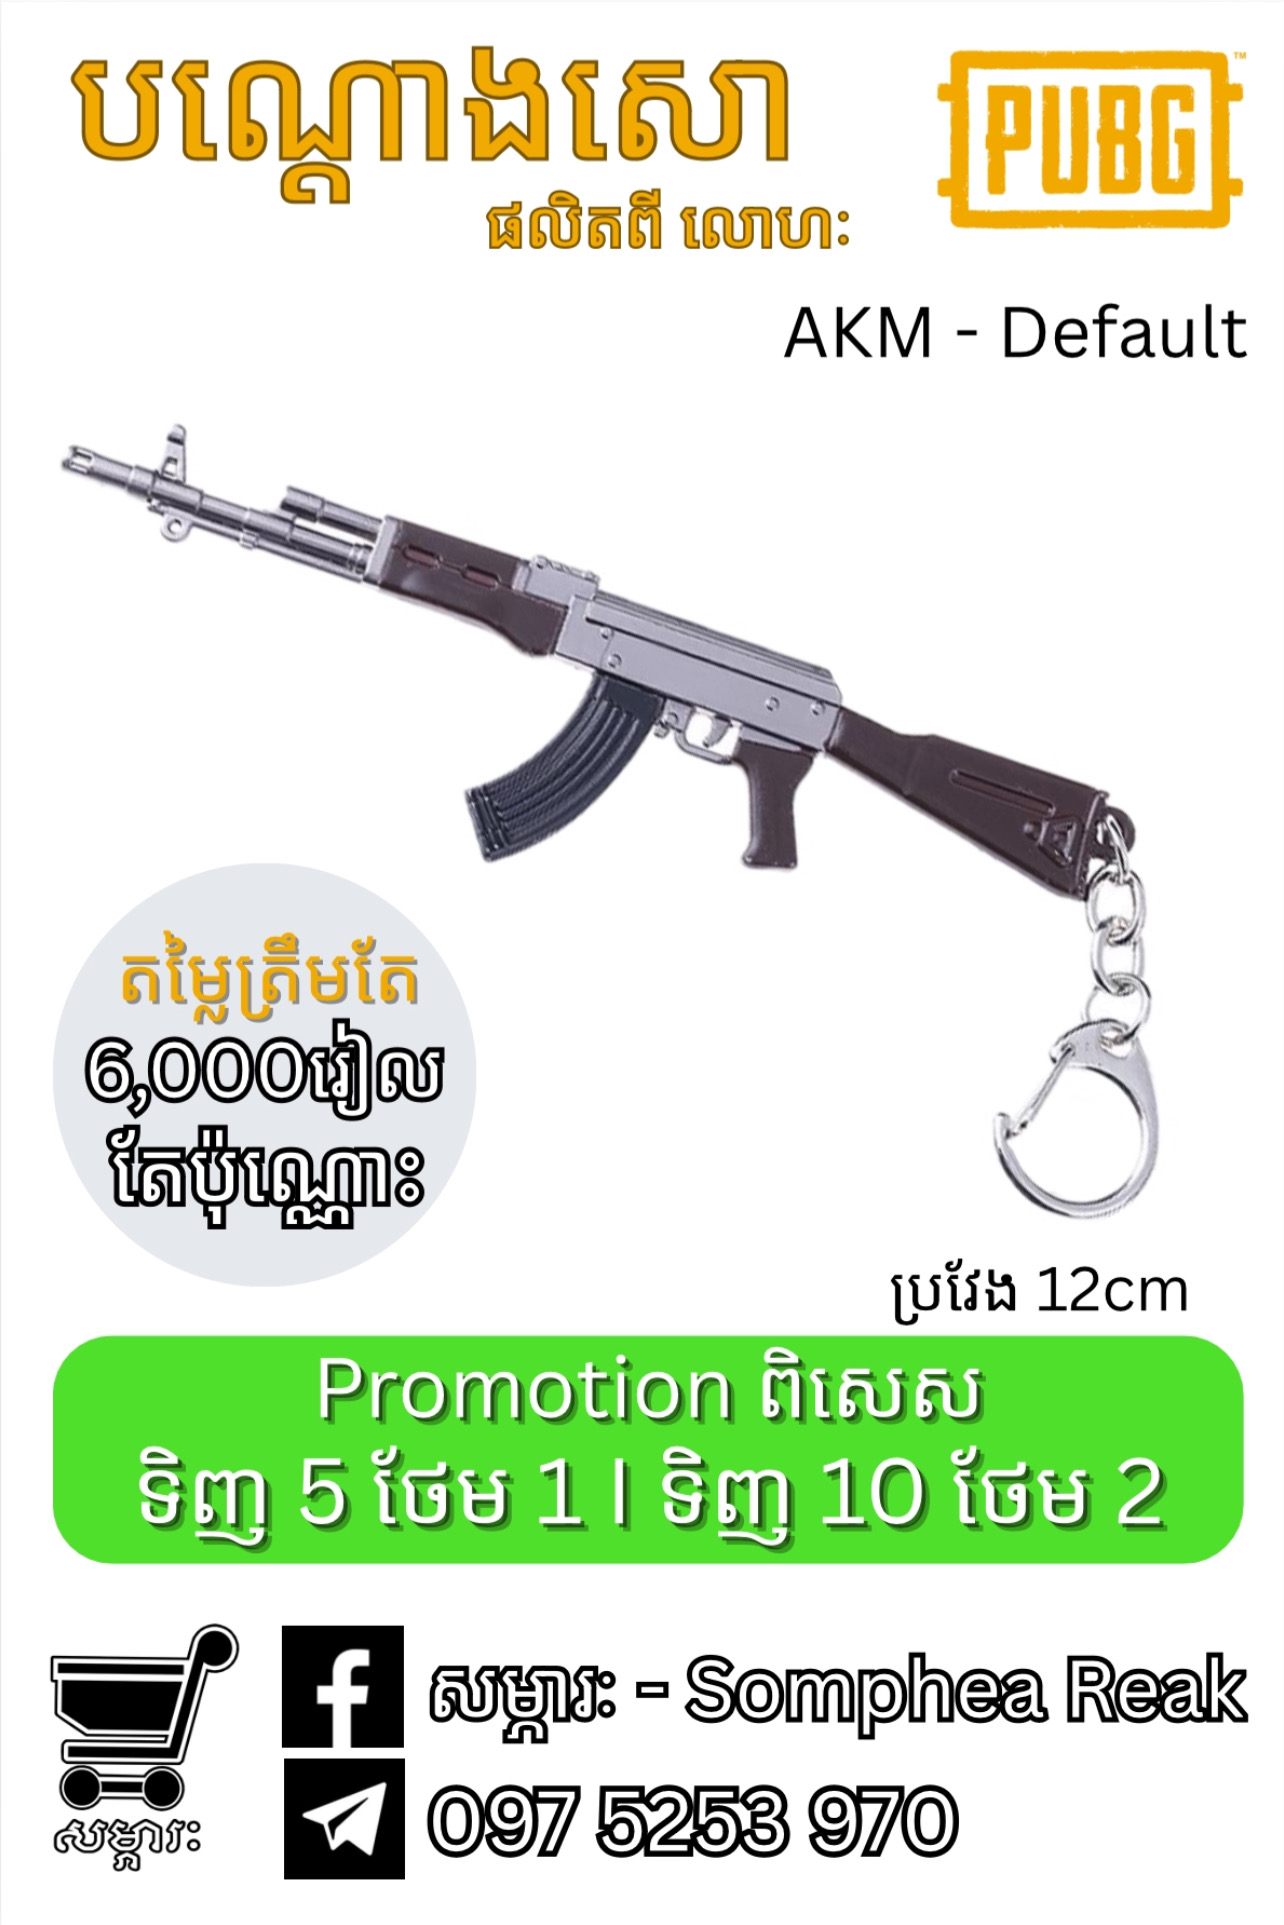 បណ្ដោងសោ
PUBG™
ផលិតពី លោហៈ
AKM - Default
តម្លៃត្រឹមតែ
6,000រៀល
តែប៉ុណ្ណោះ
ប្រវែង 12cm
Promotion ពិសេស
ទិញ 5 ថែម 1 | ទិញ 10 ថែម 2
សម្ភារៈ - Somphea Reak
097 5253 970
សម្ភារៈ